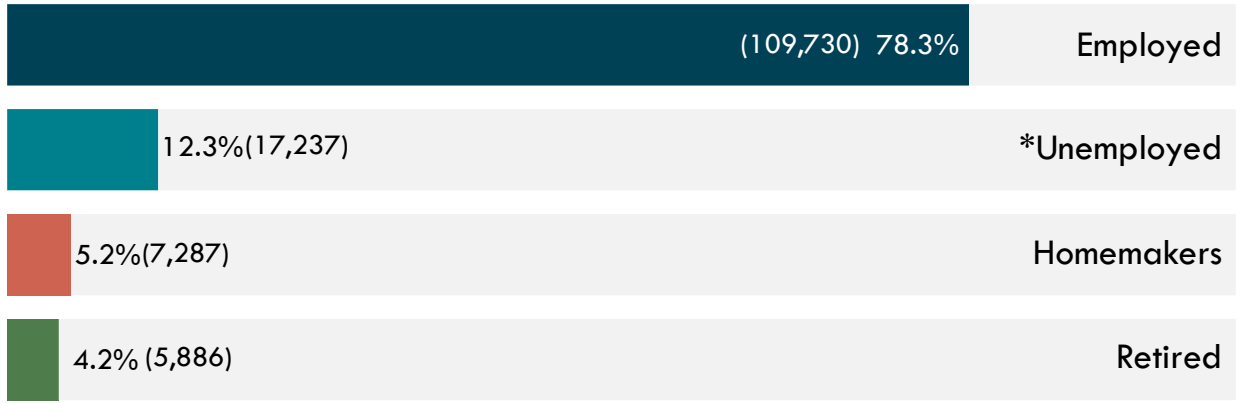 (109,730) 78.3% Employed
12.3%(17,237) *Unemployed
5.2%(7,287) Homemakers
4.2% (5,886) Retired